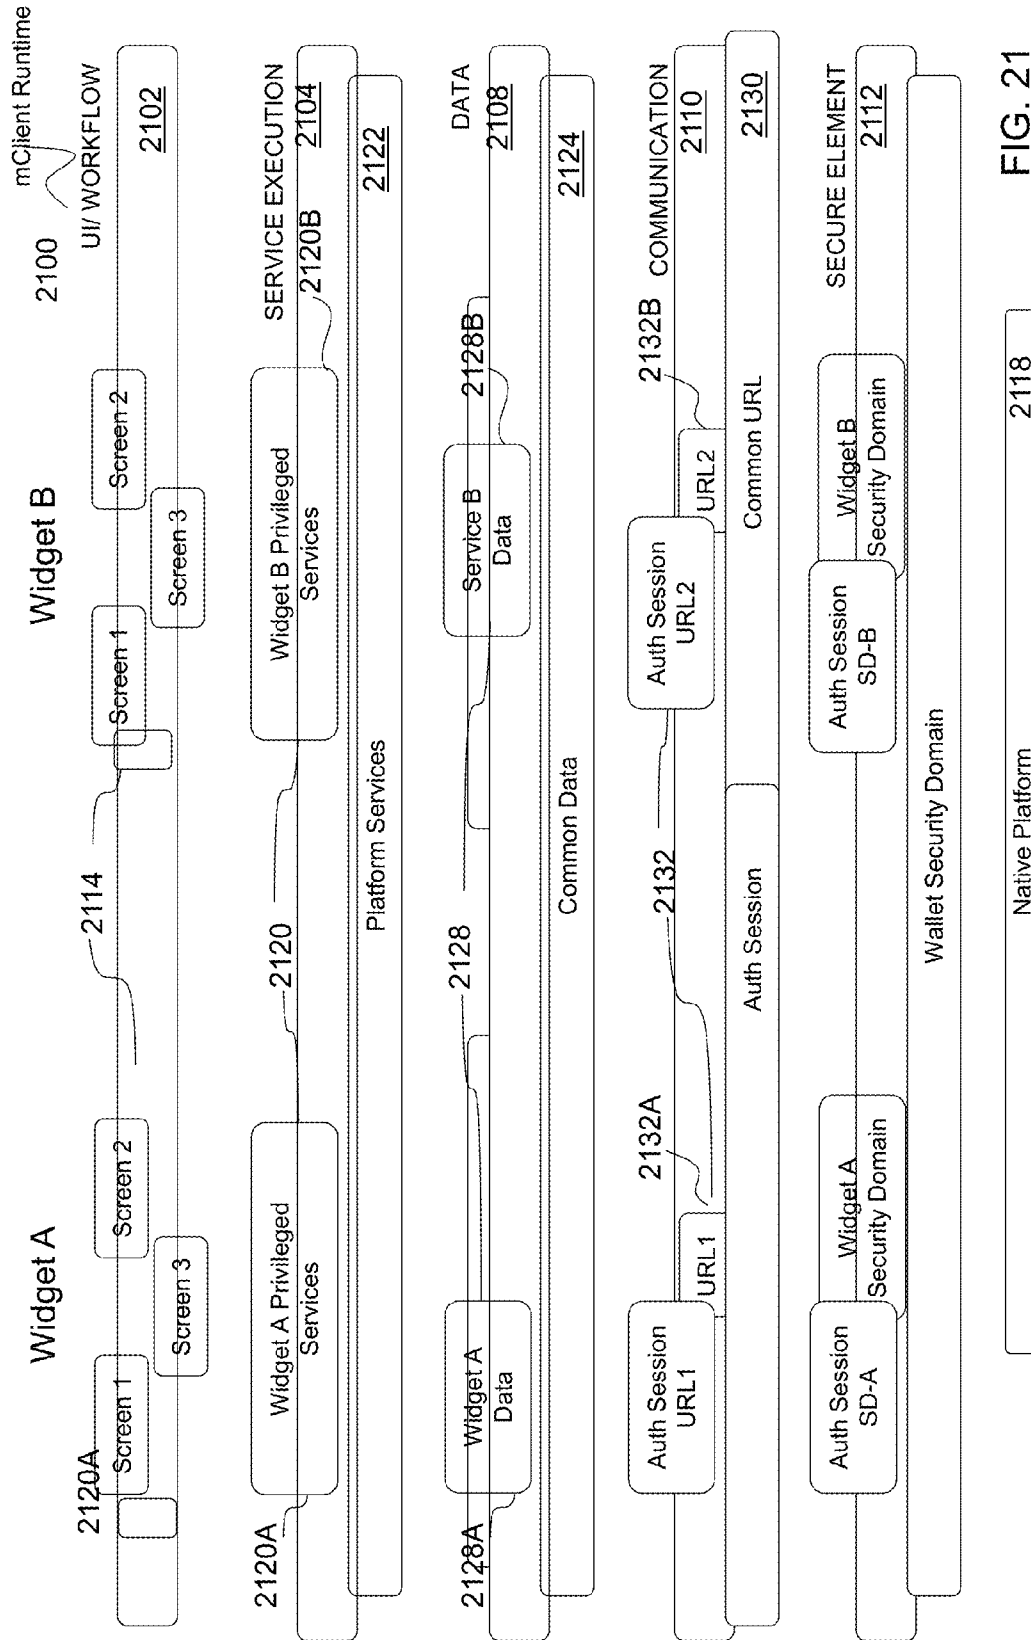 mClient Runtime
2100
UI/ WORKFLOW
2102
Widget A
Widget B
2120A
Screen 1
Screen 2
Screen 3
2114
Screen 1
Screen 2
Screen 3
SERVICE EXECUTION
2104
2120A
Widget A Privileged
Services
2120
Widget B Privileged
Services
2120B
Platform Services
2122
DATA
2108
2128A
Widget A
Data
2128
Service B
Data
2128B
Common Data
2124
COMMUNICATION
2110
Auth Session
URL1
URL1
2132A
2132
Auth Session
URL2
URL2
2132B
Auth Session
Common URL
2130
SECURE ELEMENT
2112
Auth Session
SD-A
Widget A
Security Domain
Auth Session
SD-B
Widget B
Security Domain
Wallet Security Domain
Native Platform
2118
FIG. 21